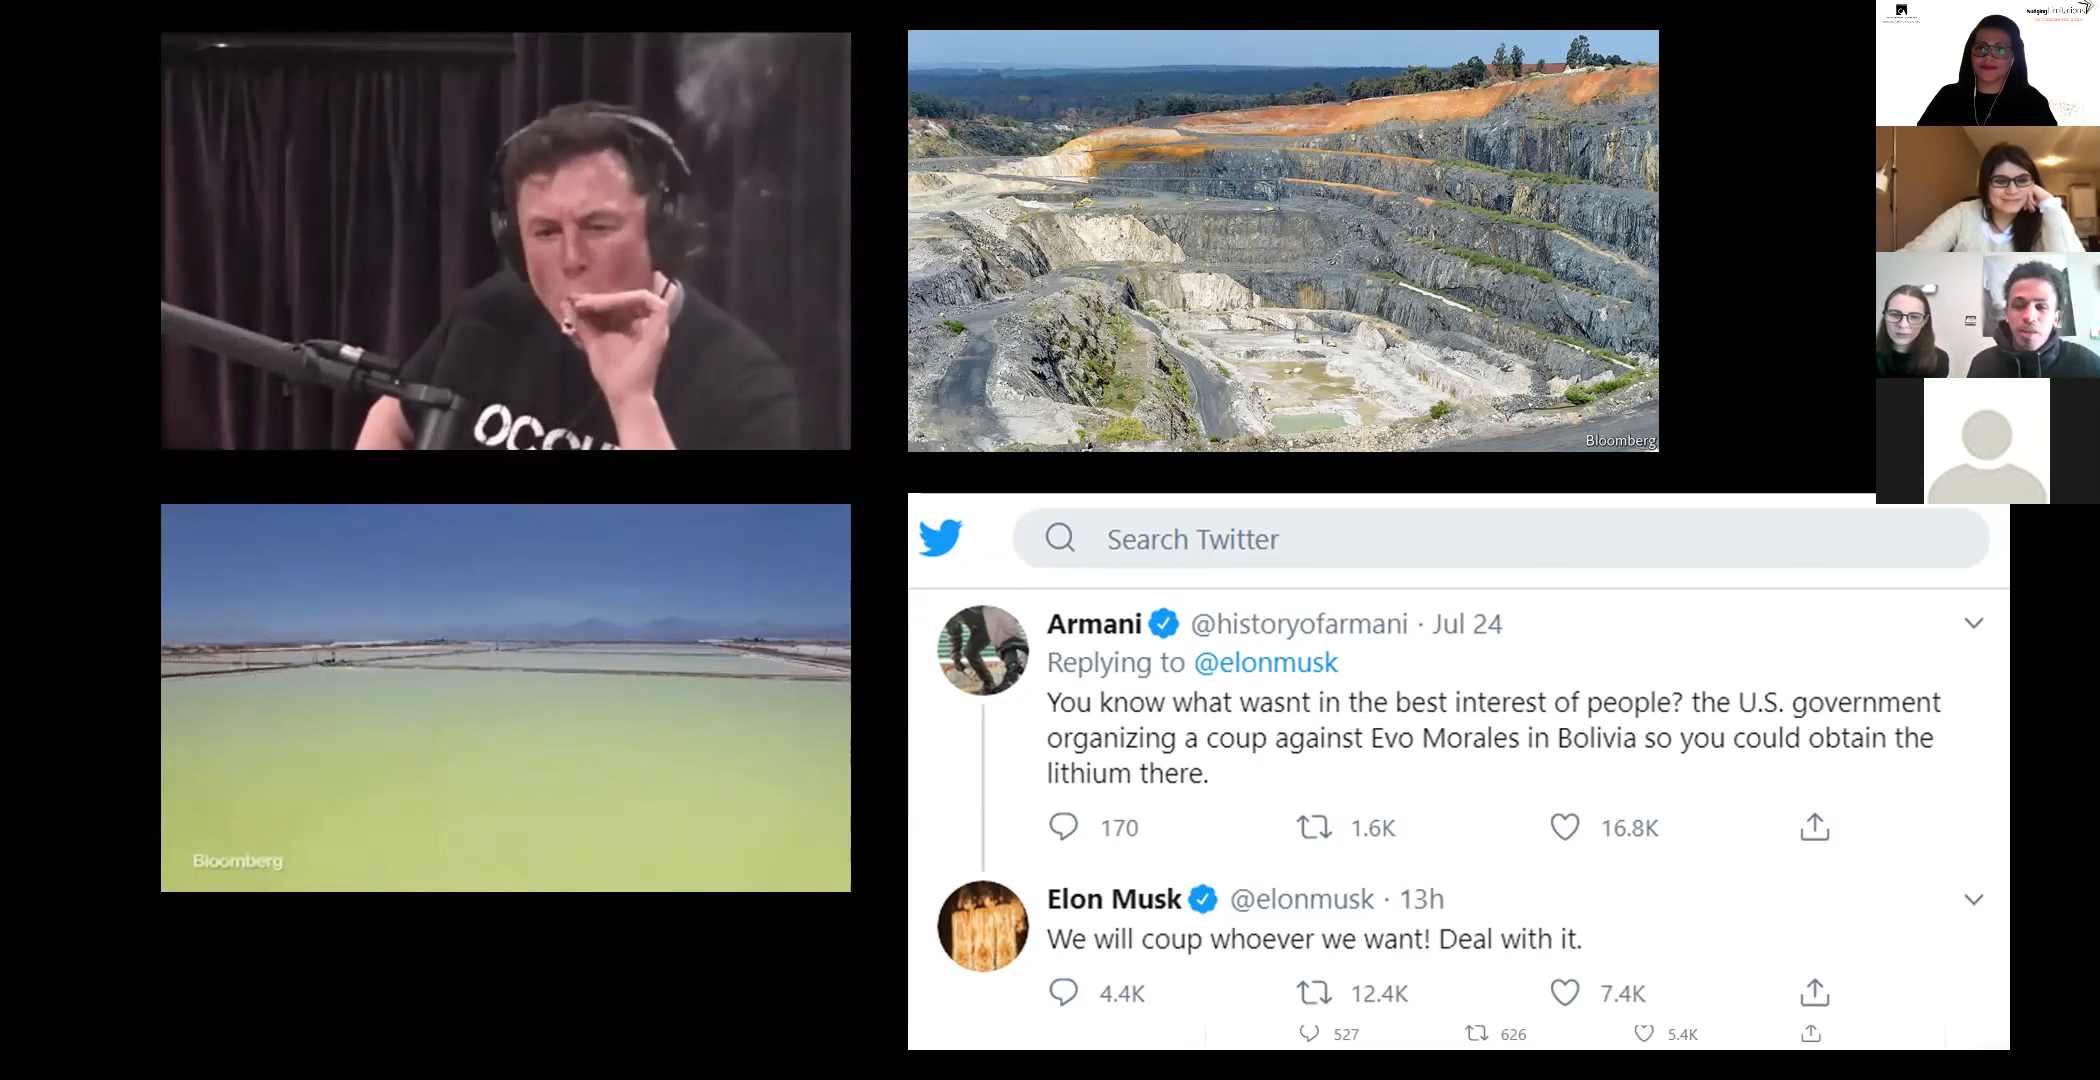 OCCU
Bloomberg
Bloomberg
Search Twitter
Armani @historyofarmani · Jul 24
Replying to @elonmusk
You know what wasnt in the best interest of people? the U.S. government
organizing a coup against Evo Morales in Bolivia so you could obtain the
lithium there.
170 1.6K 16.8K
Elon Musk @elonmusk · 13h
We will coup whoever we want! Deal with it.
4.4K 12.4K 7.4K
527 626 5.4K